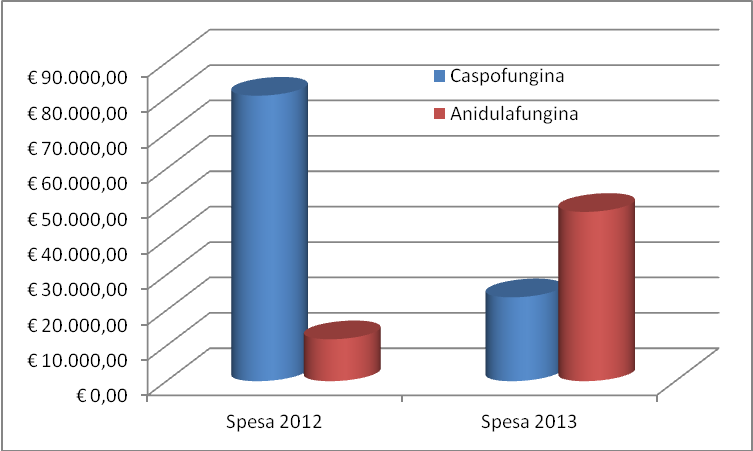 € 90.000,00
€ 80.000,00
€ 70.000,00
€ 60.000,00
€ 50.000,00
€ 40.000,00
€ 30.000,00
€ 20.000,00
€ 10.000,00
€ 0,00
Caspofungina
Anidulafungina
Spesa 2012
Spesa 2013